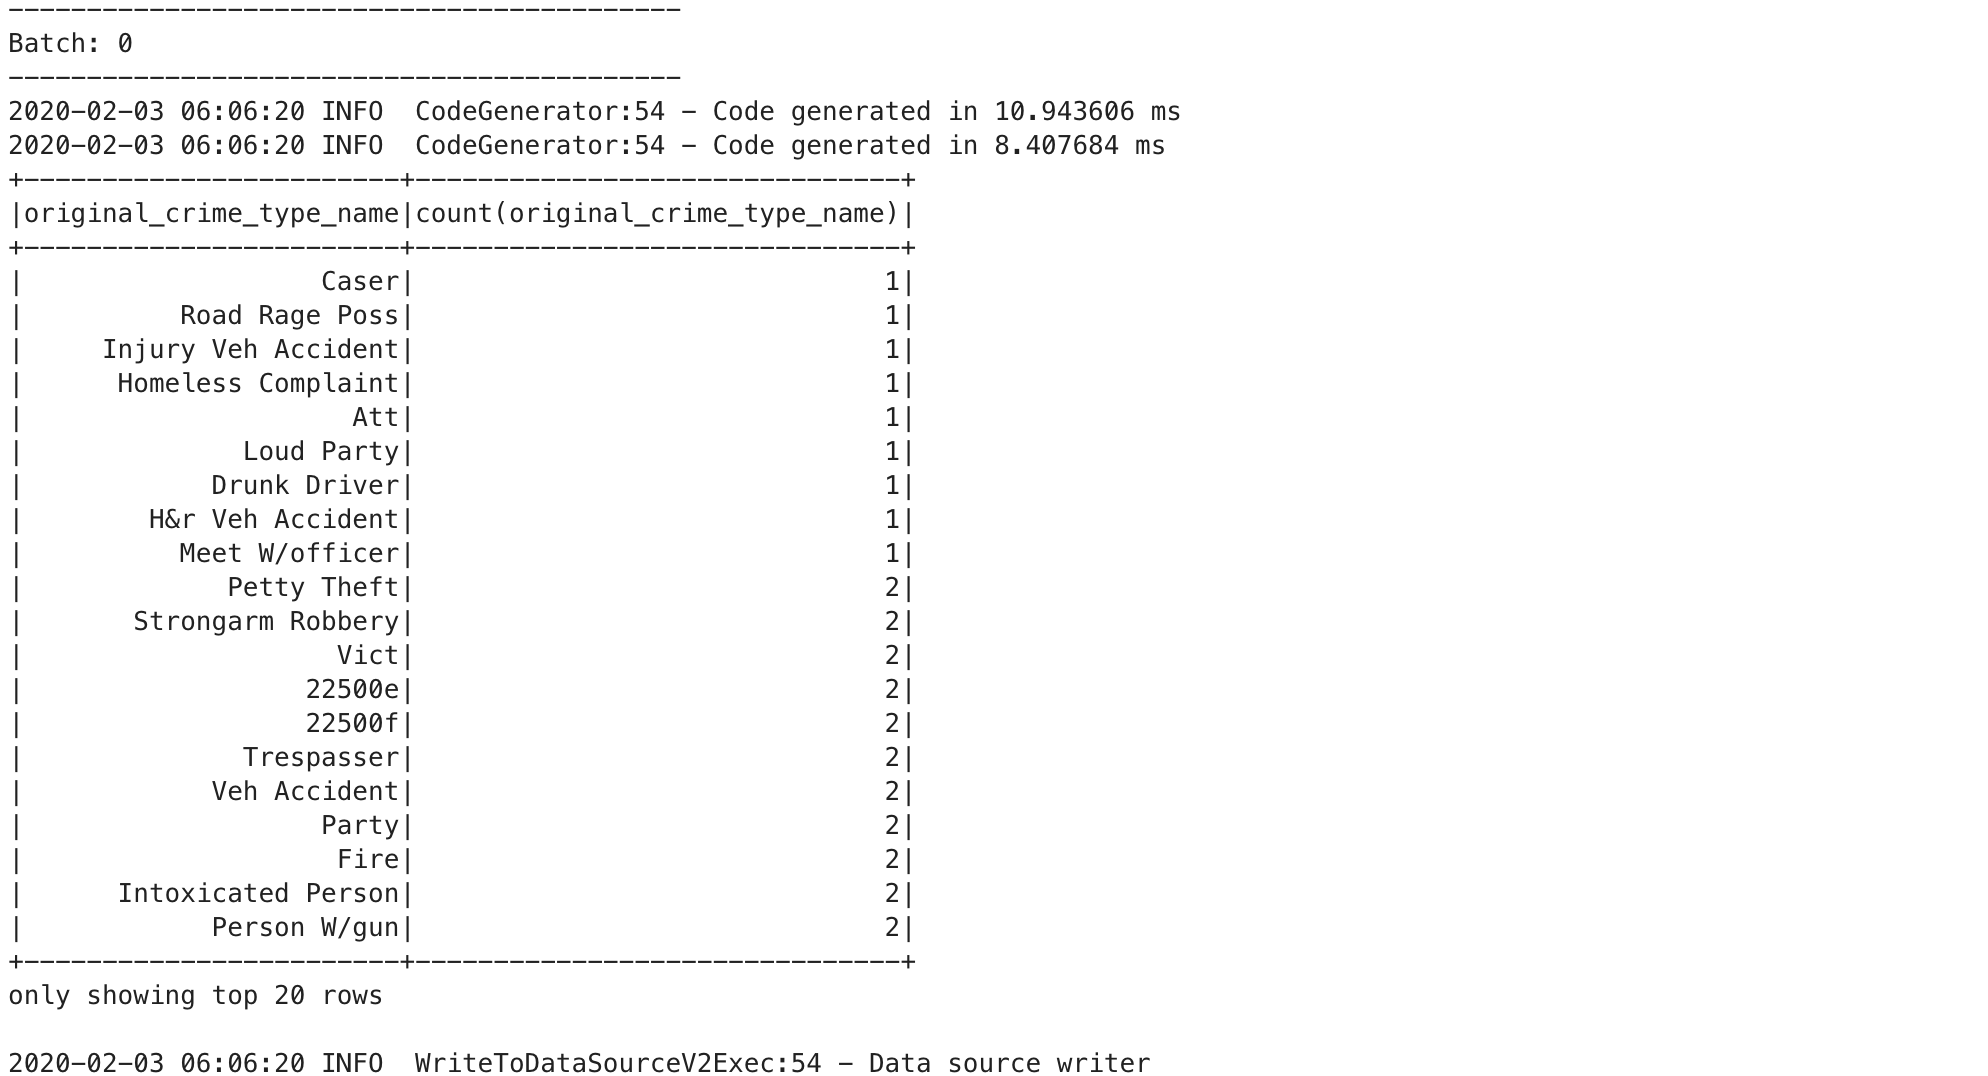 -------------------------------------------
Batch: 0
-------------------------------------------
2020-02-03 06:06:20 INFO  CodeGenerator:54 - Code generated in 10.943606 ms
2020-02-03 06:06:20 INFO  CodeGenerator:54 - Code generated in 8.407684 ms
+------------------------+-------------------------------+
|original_crime_type_name|count(original_crime_type_name)|
+------------------------+-------------------------------+
|                   Caser|                              1|
|          Road Rage Poss|                              1|
|     Injury Veh Accident|                              1|
|      Homeless Complaint|                              1|
|                     Att|                              1|
|              Loud Party|                              1|
|            Drunk Driver|                              1|
|        H&r Veh Accident|                              1|
|          Meet W/officer|                              1|
|             Petty Theft|                              2|
|       Strongarm Robbery|                              2|
|                    Vict|                              2|
|                  22500e|                              2|
|                  22500f|                              2|
|              Trespasser|                              2|
|            Veh Accident|                              2|
|                   Party|                              2|
|                    Fire|                              2|
|      Intoxicated Person|                              2|
|            Person W/gun|                              2|
+------------------------+-------------------------------+
only showing top 20 rows

2020-02-03 06:06:20 INFO  WriteToDataSourceV2Exec:54 - Data source writer